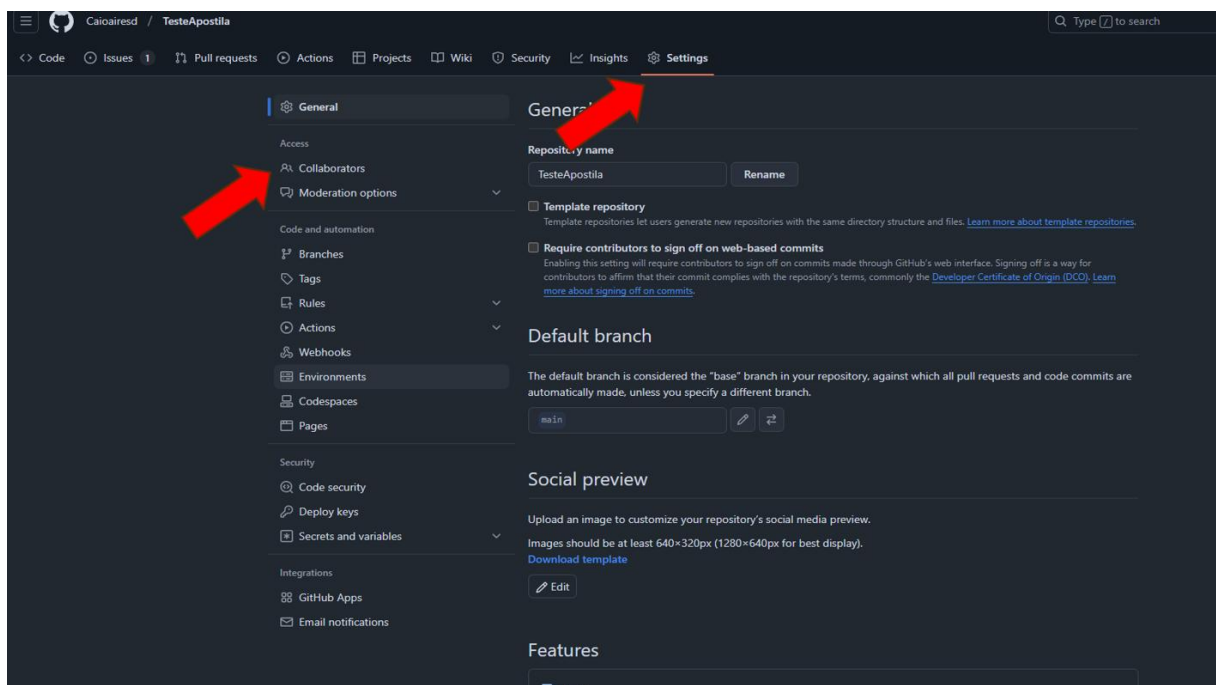 Caioairesd / TesteApostila
Type / to search
Code
Issues 1
Pull requests
Actions
Projects
Wiki
Security
Insights
Settings
General
Access
Collaborators
Moderation options
Code and automation
Branches
Tags
Rules
Actions
Webhooks
Environments
Codespaces
Pages
Security
Code security
Deploy keys
Secrets and variables
Integrations
GitHub Apps
Email notifications
General
Repository name
TesteApostila
Rename
Template repository
Template repositories let users generate new repositories with the same directory structure and files. Learn more about template repositories.
Require contributors to sign off on web-based commits
Enabling this setting will require contributors to sign off on commits made through GitHub's web interface. Signing off is a way for
contributors to affirm that their commit complies with the repository's terms, commonly the Developer Certificate of Origin (DCO). Learn
more about signing off on commits.
Default branch
The default branch is considered the "base" branch in your repository, against which all pull requests and code commits are
automatically made, unless you specify a different branch.
main
Social preview
Upload an image to customize your repository's social media preview.
Images should be at least 640×320px (1280×640px for best display).
Download template
Edit
Features